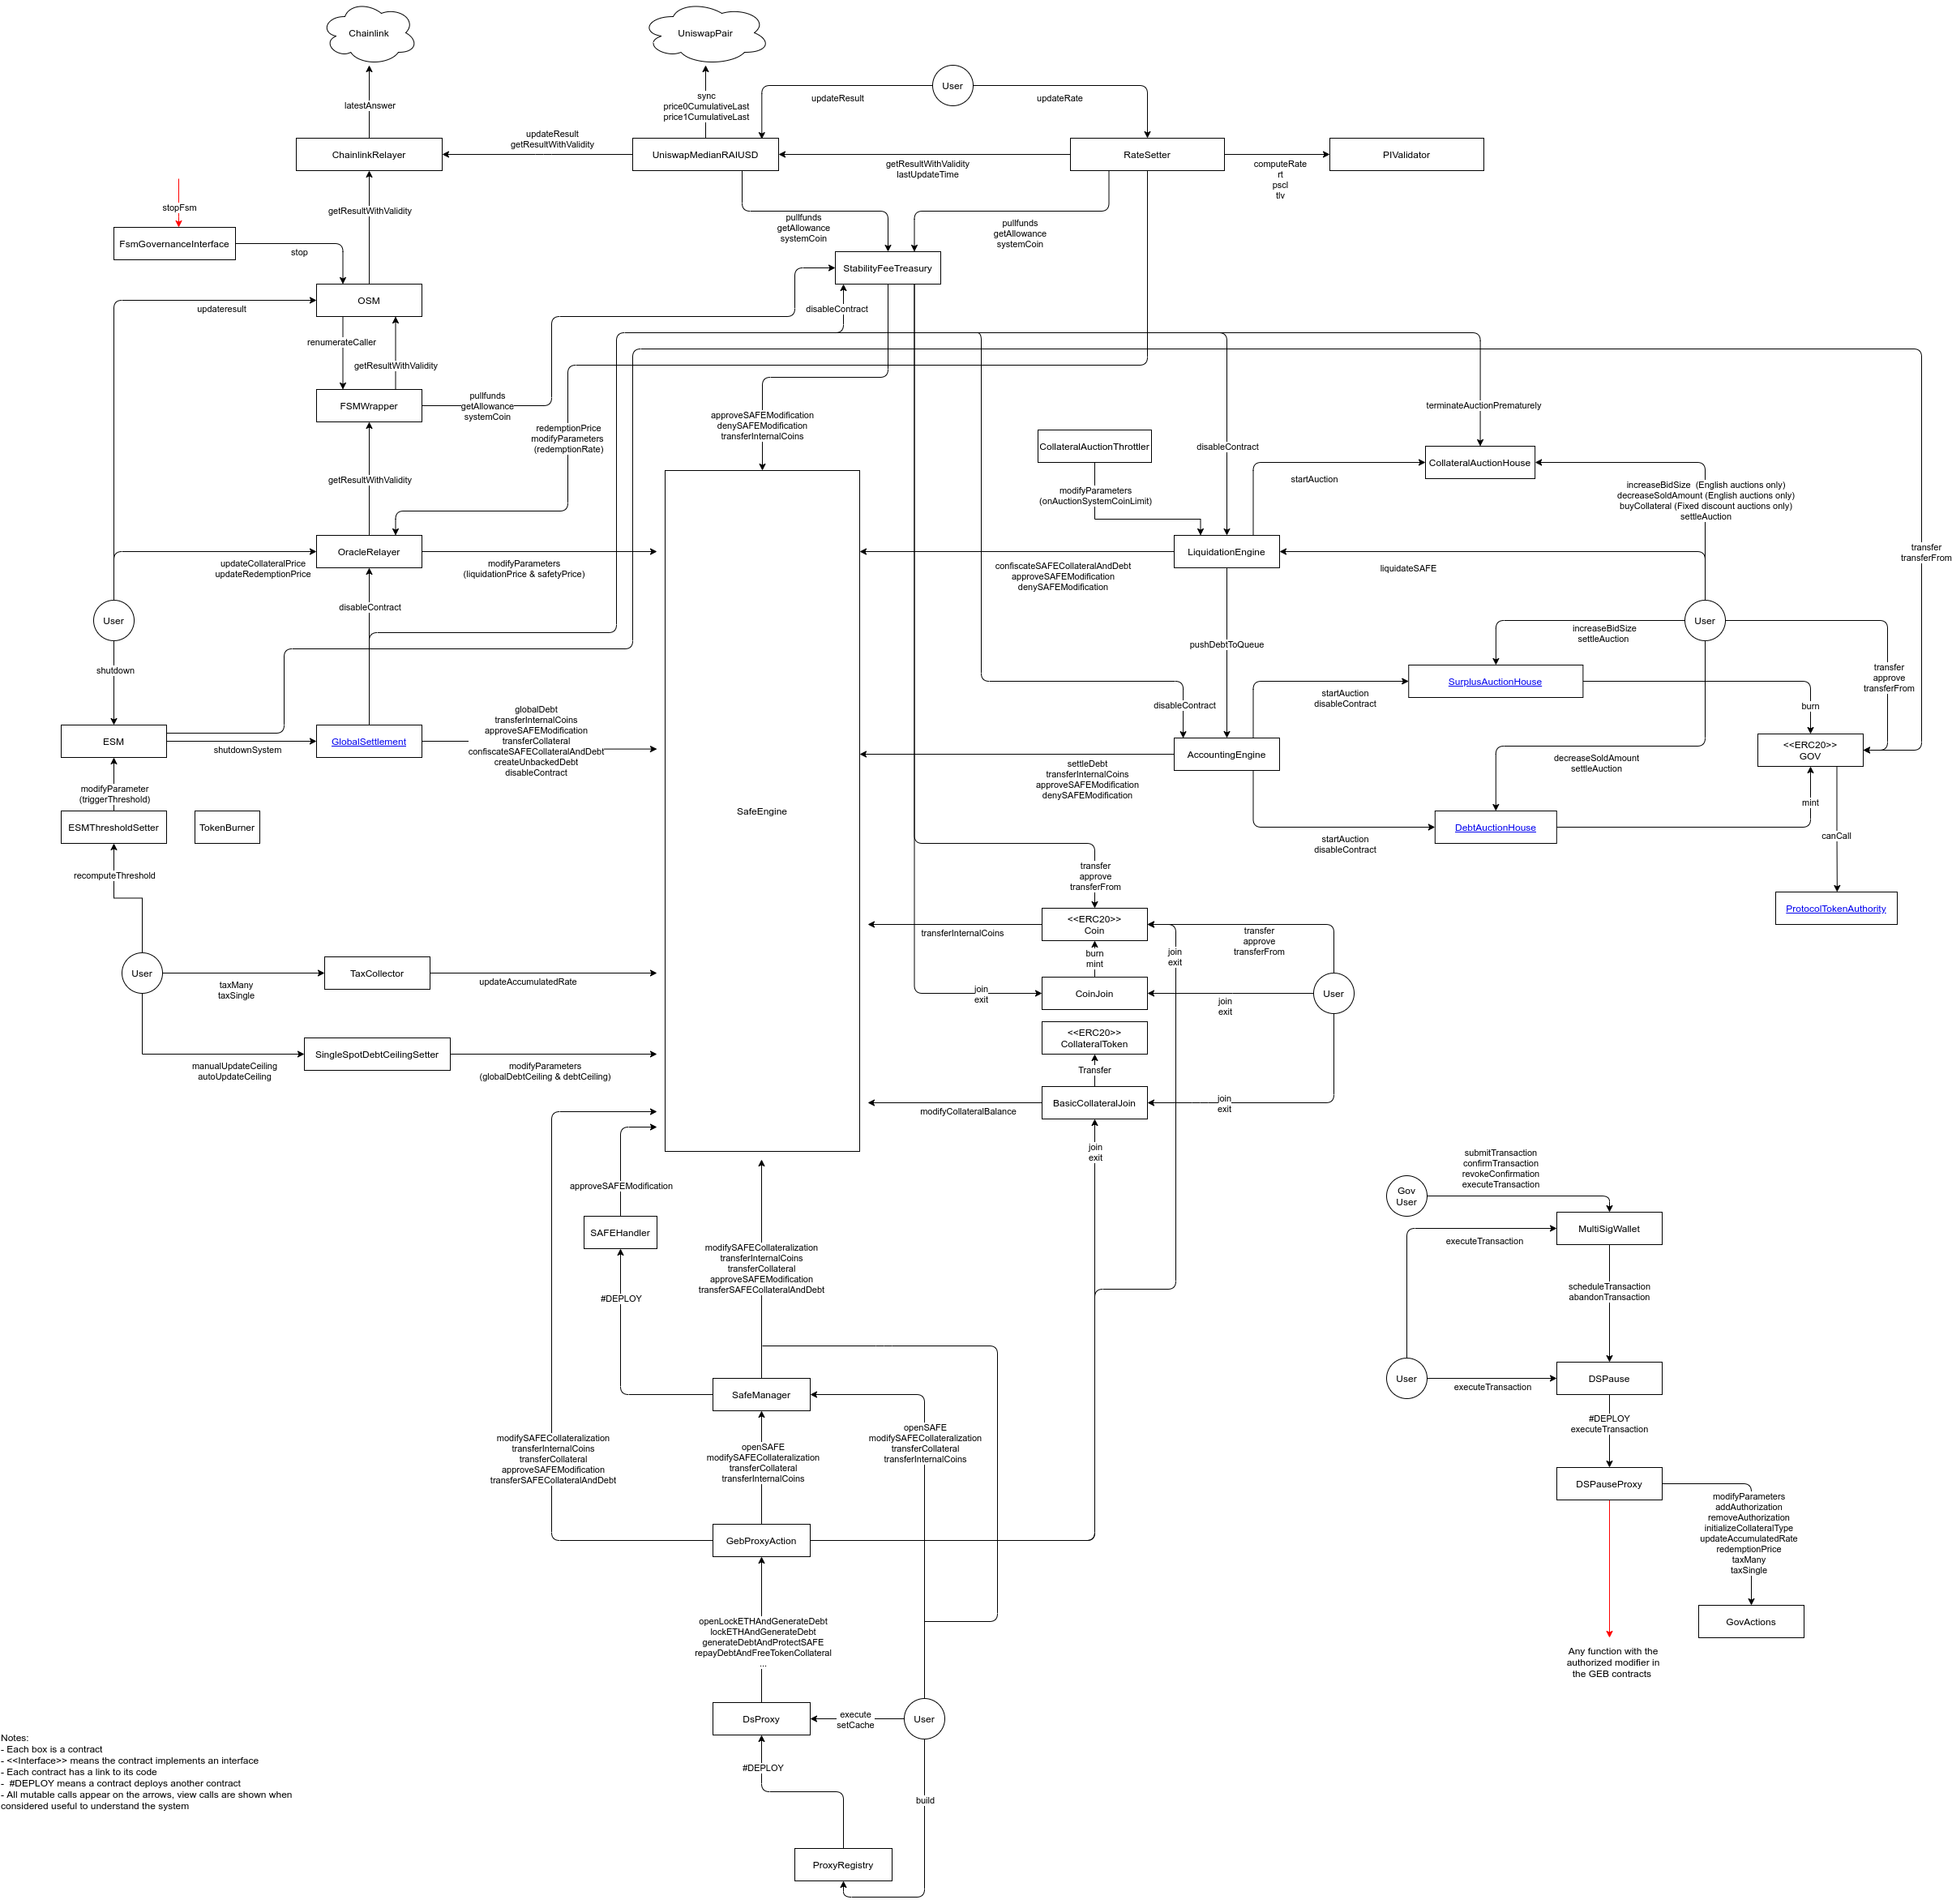 Chainlink
UniswapPair
User
latestAnswer
sync
price0CumulativeLast
price1CumulativeLast
updateResult
updateRate
updateResult
getResultWithValidity
ChainlinkRelayer
UniswapMedianRAIUSD
RateSetter
PIValidator
getResultWithValidity
lastUpdateTime
computeRate
rt
pscl
tlv
stopFsm
getResultWithValidity
pullfunds
getAllowance
systemCoin
pullfunds
getAllowance
systemCoin
FsmGovernanceInterface
stop
StabilityFeeTreasury
OSM
updateresult
disableContract
renumerateCaller
getResultWithValidity
FSMWrapper
pullfunds
getAllowance
systemCoin
redemptionPrice
modifyParameters
(redemptionRate)
approveSAFEModification
denySAFEModification
transferInternalCoins
terminateAuctionPrematurely
CollateralAuctionThrottler
disableContract
CollateralAuctionHouse
getResultWithValidity
startAuction
modifyParameters
(onAuctionSystemCoinLimit)
increaseBidSize  (English auctions only)
decreaseSoldAmount (English auctions only)
buyCollateral (Fixed discount auctions only)
settleAuction
OracleRelayer
LiquidationEngine
transfer
transferFrom
updateCollateralPrice
updateRedemptionPrice
modifyParameters
(liquidationPrice & safetyPrice)
confiscateSAFECollateralAndDebt
approveSAFEModification
denySAFEModification
liquidateSAFE
disableContract
User
User
increaseBidSize
settleAuction
pushDebtToQueue
shutdown
transfer
approve
transferFrom
SurplusAuctionHouse
startAuction
disableContract
disableContract
burn
globalDebt
transferInternalCoins
approveSAFEModification
transferCollateral
confiscateSAFECollateralAndDebt
createUnbackedDebt
disableContract
ESM
shutdownSystem
GlobalSettlement
AccountingEngine
<<ERC20>>
GOV
settleDebt
transferInternalCoins
approveSAFEModification
denySAFEModification
decreaseSoldAmount
settleAuction
modifyParameter
(triggerThreshold)
mint
SafeEngine
ESMThresholdSetter
TokenBurner
DebtAuctionHouse
startAuction
disableContract
canCall
recomputeThreshold
transfer
approve
transferFrom
ProtocolTokenAuthority
<<ERC20>>
Coin
transferInternalCoins
transfer
approve
transferFrom
burn
mint
join
exit
User
taxMany
taxSingle
TaxCollector
updateAccumulatedRate
join
exit
CoinJoin
join
exit
User
<<ERC20>>
CollateralToken
SingleSpotDebtCeilingSetter
manualUpdateCeiling
autoUpdateCeiling
modifyParameters
(globalDebtCeiling & debtCeiling)
Transfer
BasicCollateralJoin
modifyCollateralBalance
join
exit
join
exit
submitTransaction
confirmTransaction
revokeConfirmation
executeTransaction
approveSAFEModification
Gov
User
SAFEHandler
MultiSigWallet
executeTransaction
modifySAFECollateralization
transferInternalCoins
transferCollateral
approveSAFEModification
transferSAFECollateralAndDebt
#DEPLOY
scheduleTransaction
abandonTransaction
SafeManager
User
executeTransaction
DSPause
#DEPLOY
executeTransaction
openSAFE
modifySAFECollateralization
transferCollateral
transferInternalCoins
modifySAFECollateralization
transferInternalCoins
transferCollateral
approveSAFEModification
transferSAFECollateralAndDebt
openSAFE
modifySAFECollateralization
transferCollateral
transferInternalCoins
DSPauseProxy
modifyParameters
addAuthorization
removeAuthorization
initializeCollateralType
updateAccumulatedRate
redemptionPrice
taxMany
taxSingle
GebProxyAction
GovActions
openLockETHAndGenerateDebt
lockETHAndGenerateDebt
generateDebtAndProtectSAFE
repayDebtAndFreeTokenCollateral
...
Any function with the
authorized modifier in
the GEB contracts
DsProxy
execute
setCache
User
#DEPLOY
build
ProxyRegistry
Notes:
- Each box is a contract
- <<Interface>> means the contract implements an interface
- Each contract has a link to its code
-  #DEPLOY means a contract deploys another contract
- All mutable calls appear on the arrows, view calls are shown when
considered useful to understand the system